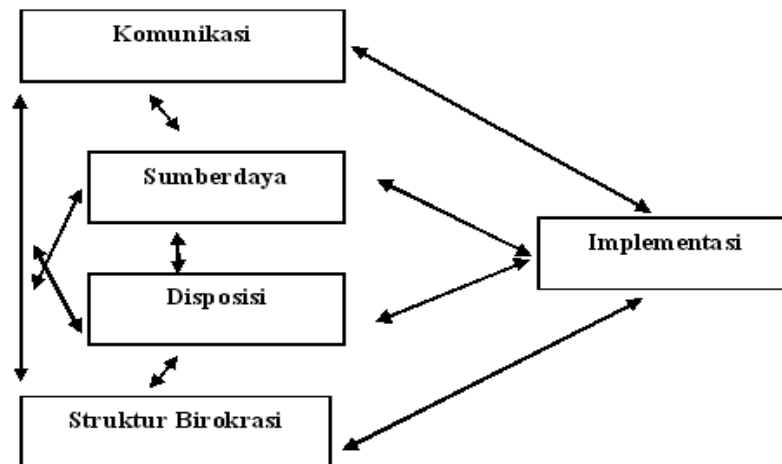 Komunikasi
Sumberdaya
Implementasi
Disposisi
Struktur Birokrasi